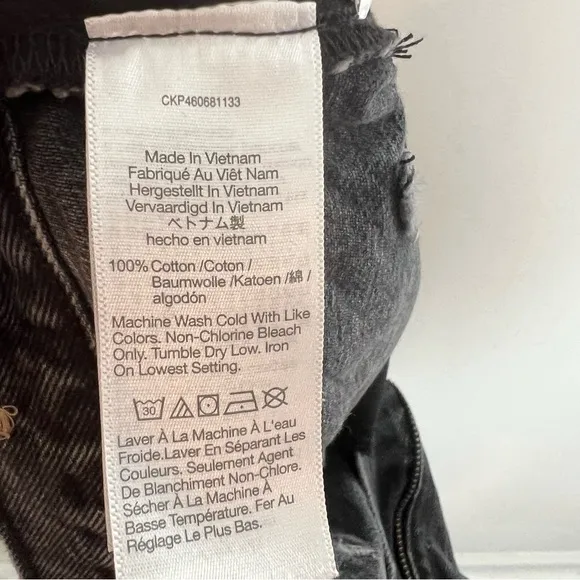 CKP460681133
Made In Vietnam
Fabriqué Au Viêt Nam
Hergestellt In Vietnam
Vervaardigd In Vietnam
ベトナム製
hecho en vietnam
100% Cotton /Coton /
Baumwolle /Katoen /綿 /
algodón
Machine Wash Cold With Like
Colors. Non-Chlorine Bleach
Only. Tumble Dry Low. Iron
On Lowest Setting.
30
Laver À La Machine À L'eau
Froide.Laver En Séparant Les
Couleurs. Seulement Agent
De Blanchiment Non-Chlore.
Sécher À La Machine À
Basse Température. Fer Au
Réglage Le Plus Bas.